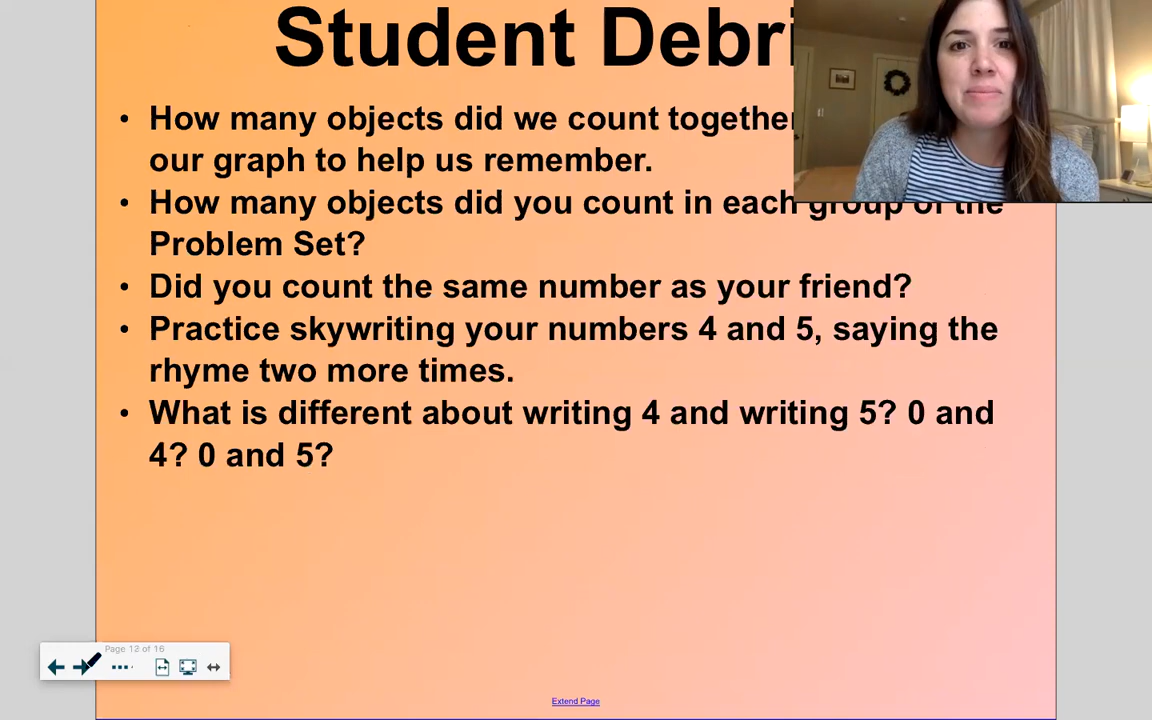 Student Debri
How many objects did we count together
our graph to help us remember.
How many objects did you count in each group of the
Problem Set?
Did you count the same number as your friend?
Practice skywriting your numbers 4 and 5, saying the
rhyme two more times.
What is different about writing 4 and writing 5? 0 and
4? 0 and 5?
Page 12 of 16
Extend Page